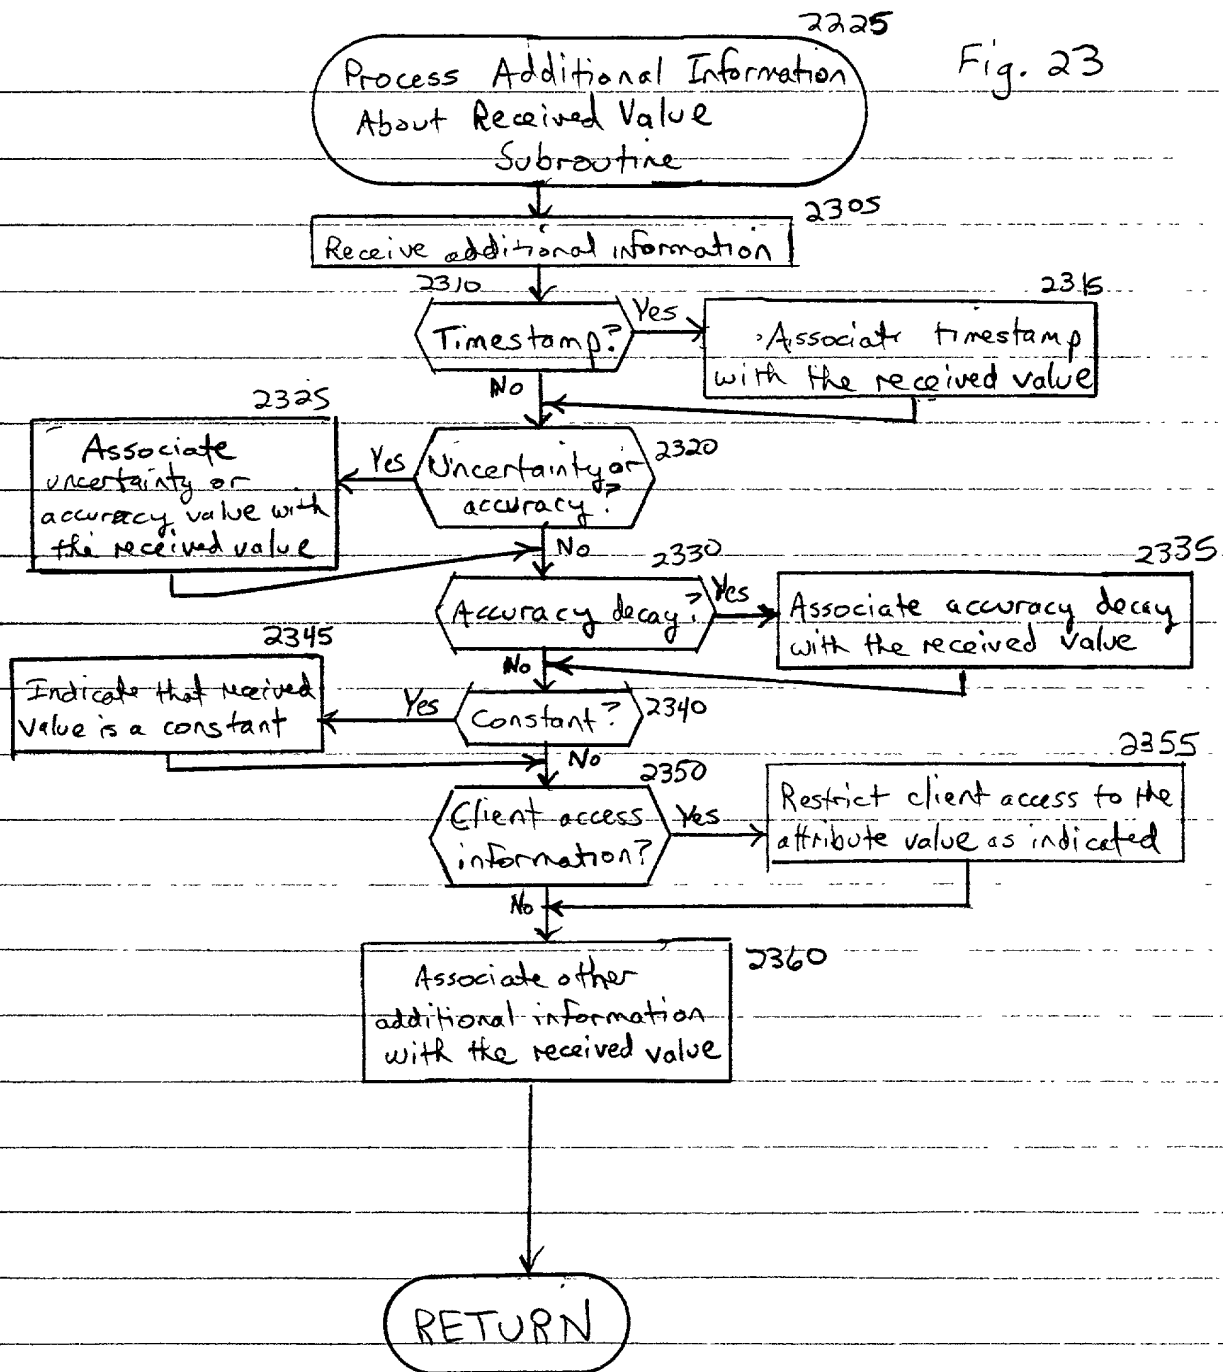 2225
Fig. 23
Process Additional Information
About Received Value
Subroutine
2305
Receive additional information
2310
Timestamp?
Yes
No
2315
Associate timestamp
with the received value
2320
Uncertainty or
accuracy?
Yes
No
2325
Associate
uncertainty or
accuracy value with
the received value
2330
Accuracy decay?
Yes
No
2335
Associate accuracy decay
with the received value
2340
Constant?
Yes
No
2345
Indicate that received
value is a constant
2350
Client access
information?
Yes
No
2355
Restrict client access to the
attribute value as indicated
2360
Associate other
additional information
with the received value
RETURN